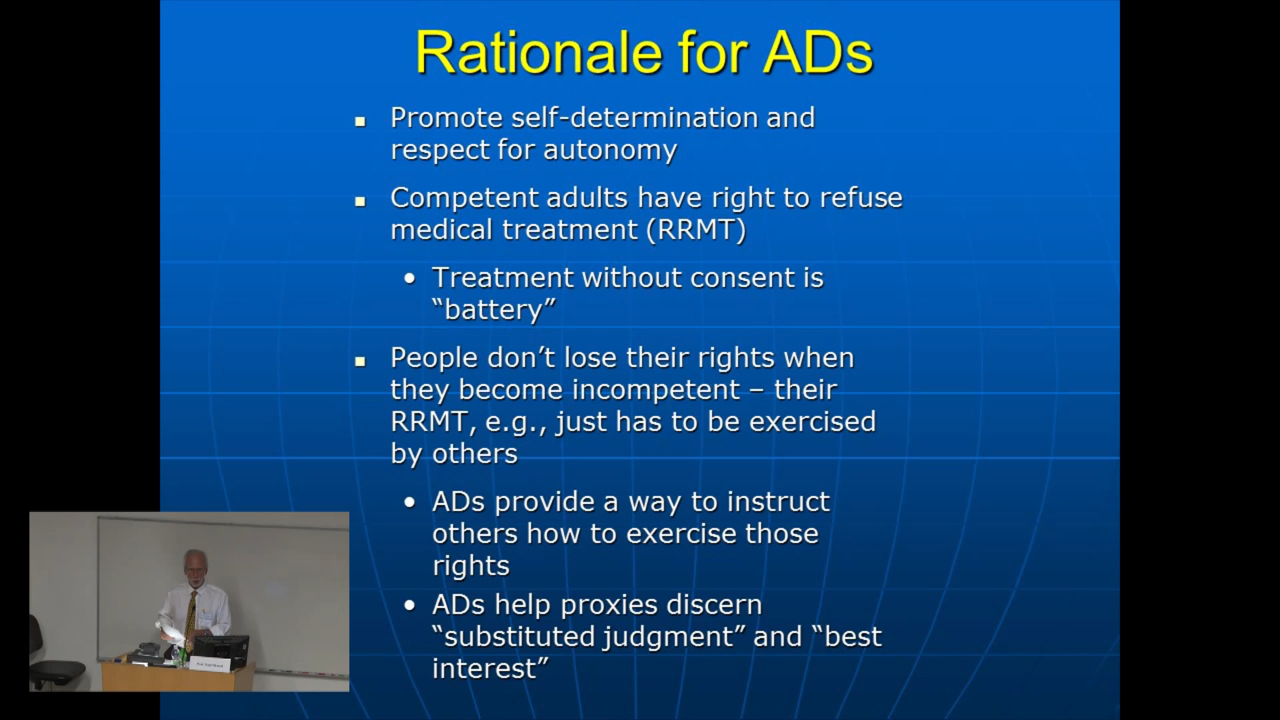 Rationale for ADs
Promote self-determination and
respect for autonomy
Competent adults have right to refuse
medical treatment (RRMT)
Treatment without consent is
“battery”
People don’t lose their rights when
they become incompetent – their
RRMT, e.g., just has to be exercised
by others
ADs provide a way to instruct
others how to exercise those
rights
ADs help proxies discern
“substituted judgment” and “best
interest”